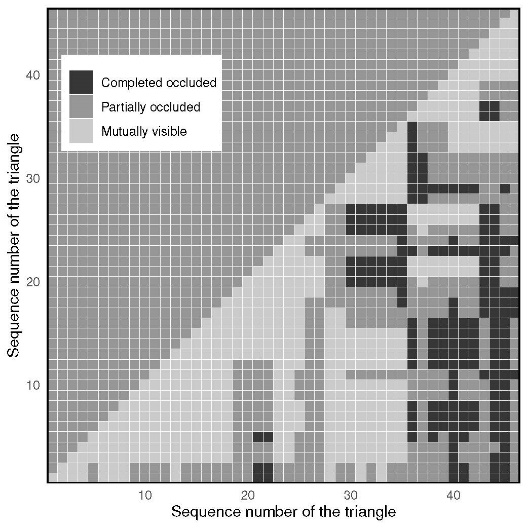 Completed occluded
Partially occluded
Mutually visible
40
30
20
10
Sequence number of the triangle
10
20
30
40
Sequence number of the triangle